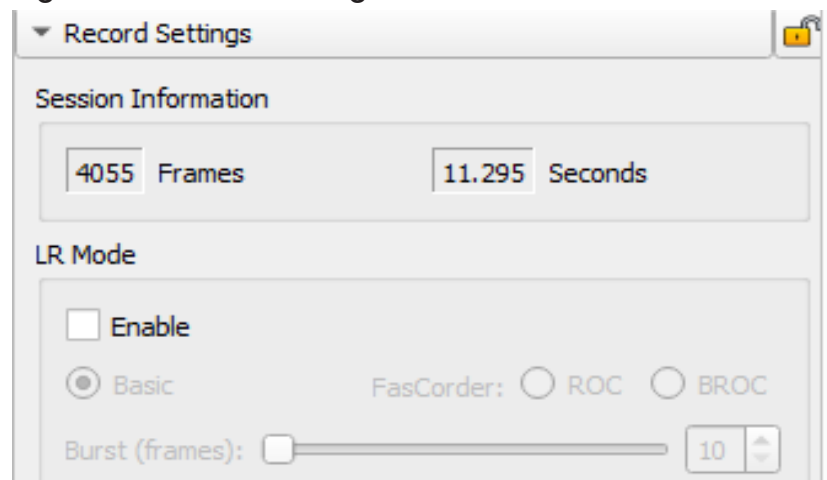 Record Settings
Session Information
4055 Frames 11.295 Seconds
LR Mode
Enable
Basic FasCorder: ROC BROC
Burst (frames): 10